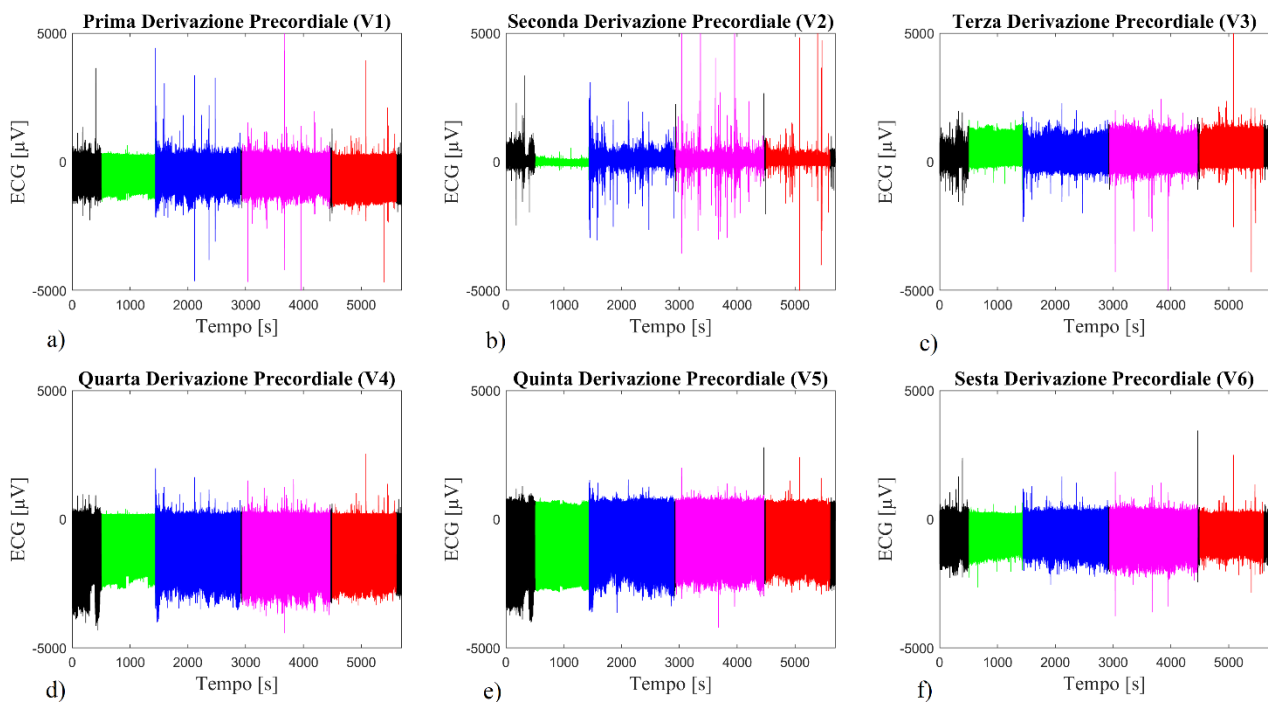 Prima Derivazione Precordiale (V1)
5000
0
-5000
ECG [µV]
0 1000 2000 3000 4000 5000
Tempo [s]
a)
Seconda Derivazione Precordiale (V2)
5000
0
-5000
ECG [µV]
0 1000 2000 3000 4000 5000
Tempo [s]
b)
Terza Derivazione Precordiale (V3)
5000
0
-5000
ECG [µV]
0 1000 2000 3000 4000 5000
Tempo [s]
c)
Quarta Derivazione Precordiale (V4)
5000
0
-5000
ECG [µV]
0 1000 2000 3000 4000 5000
Tempo [s]
d)
Quinta Derivazione Precordiale (V5)
5000
0
-5000
ECG [µV]
0 1000 2000 3000 4000 5000
Tempo [s]
e)
Sesta Derivazione Precordiale (V6)
5000
0
-5000
ECG [µV]
0 1000 2000 3000 4000 5000
Tempo [s]
f)